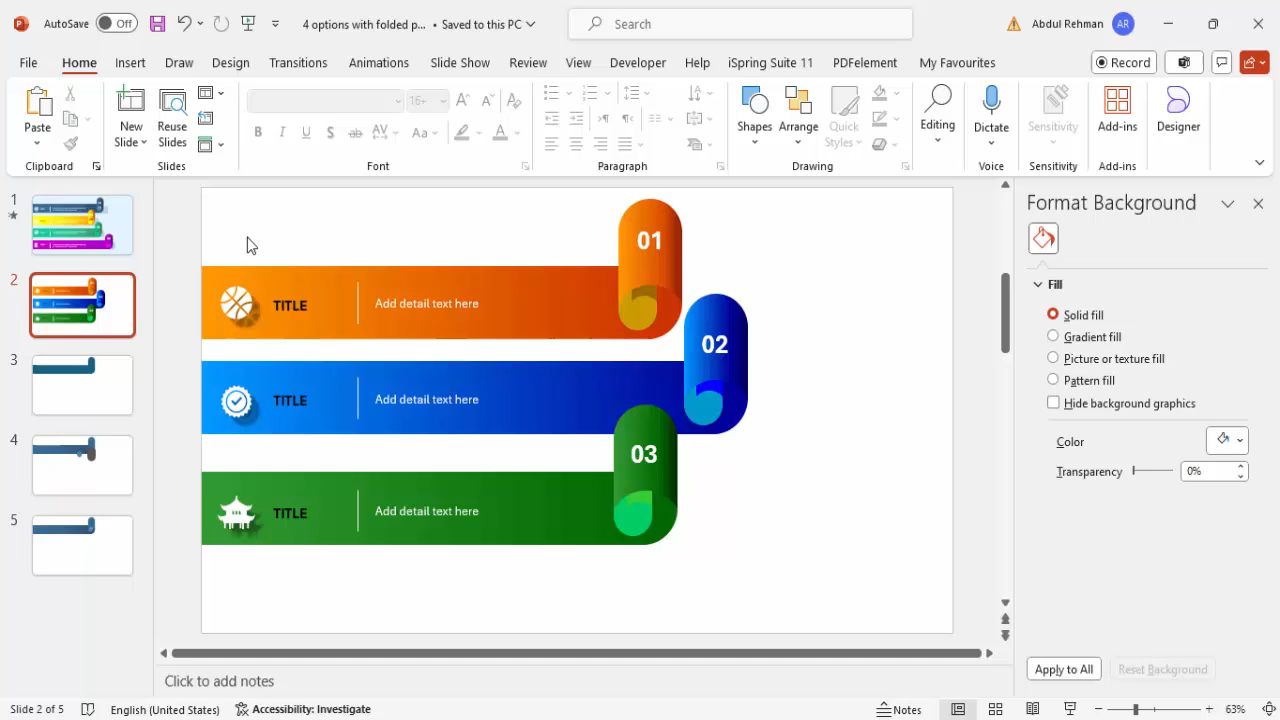 AutoSave Off 4 options with folded p... • Saved to this PC Search Abdul Rehman AR
File Home Insert Draw Design Transitions Animations Slide Show Review View Developer Help iSpring Suite 11 PDFelement My Favourites Record
Paste New Slide Reuse Slides 16+ Shapes Arrange Quick Styles Editing Dictate Sensitivity Add-ins Designer
Clipboard Slides Font Paragraph Drawing Voice Sensitivity Add-ins
1
2
3
4
5
01
TITLE Add detail text here
02
TITLE Add detail text here
03
TITLE Add detail text here
Format Background
Fill
Solid fill
Gradient fill
Picture or texture fill
Pattern fill
Hide background graphics
Color
Transparency 0%
Apply to All Reset Background
Click to add notes
Slide 2 of 5 English (United States) Accessibility: Investigate Notes 63%